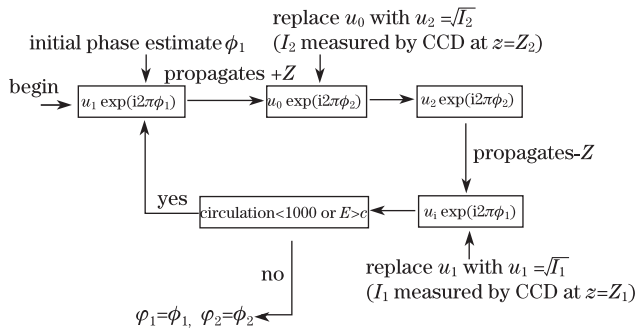 replace u₀ with u₂ =√I₂
(I₂ measured by CCD at z=Z₂)
initial phase estimate ϕ₁
propagates +Z
begin
u₁ exp(i2πϕ₁)
u₀ exp(i2πϕ₂)
u₂ exp(i2πϕ₂)
propagates-Z
yes
circulation<1000 or E>c
uᵢ exp(i2πϕ₁)
no
replace u₁ with u₁ =√I₁
(I₁ measured by CCD at z=Z₁)
φ₁=ϕ₁, φ₂=ϕ₂